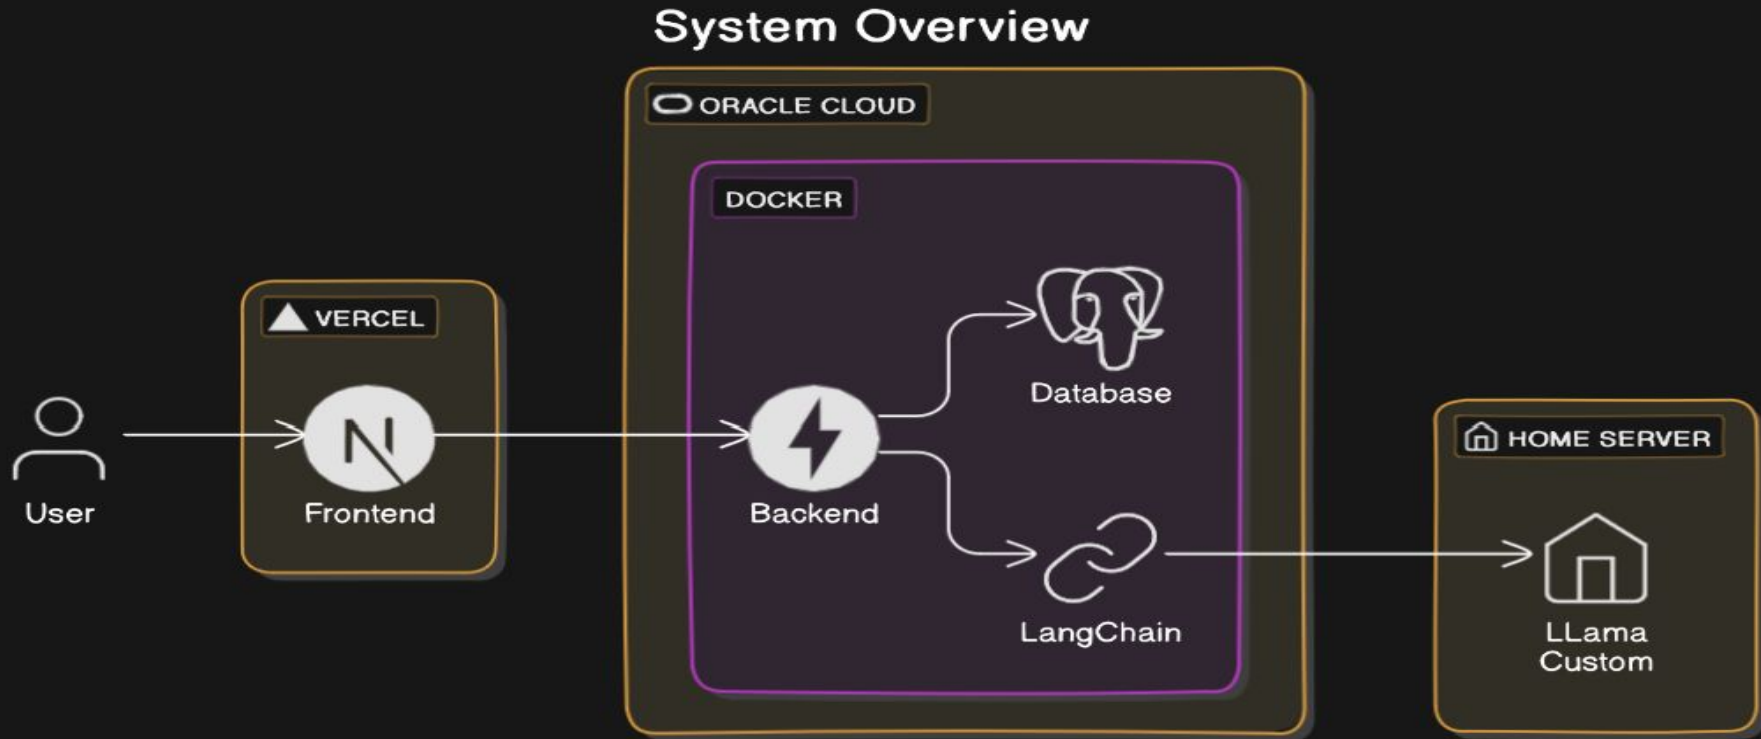 System Overview
ORACLE CLOUD
DOCKER
VERCEL
Database
HOME SERVER
User
Frontend
Backend
LangChain
LLama
Custom